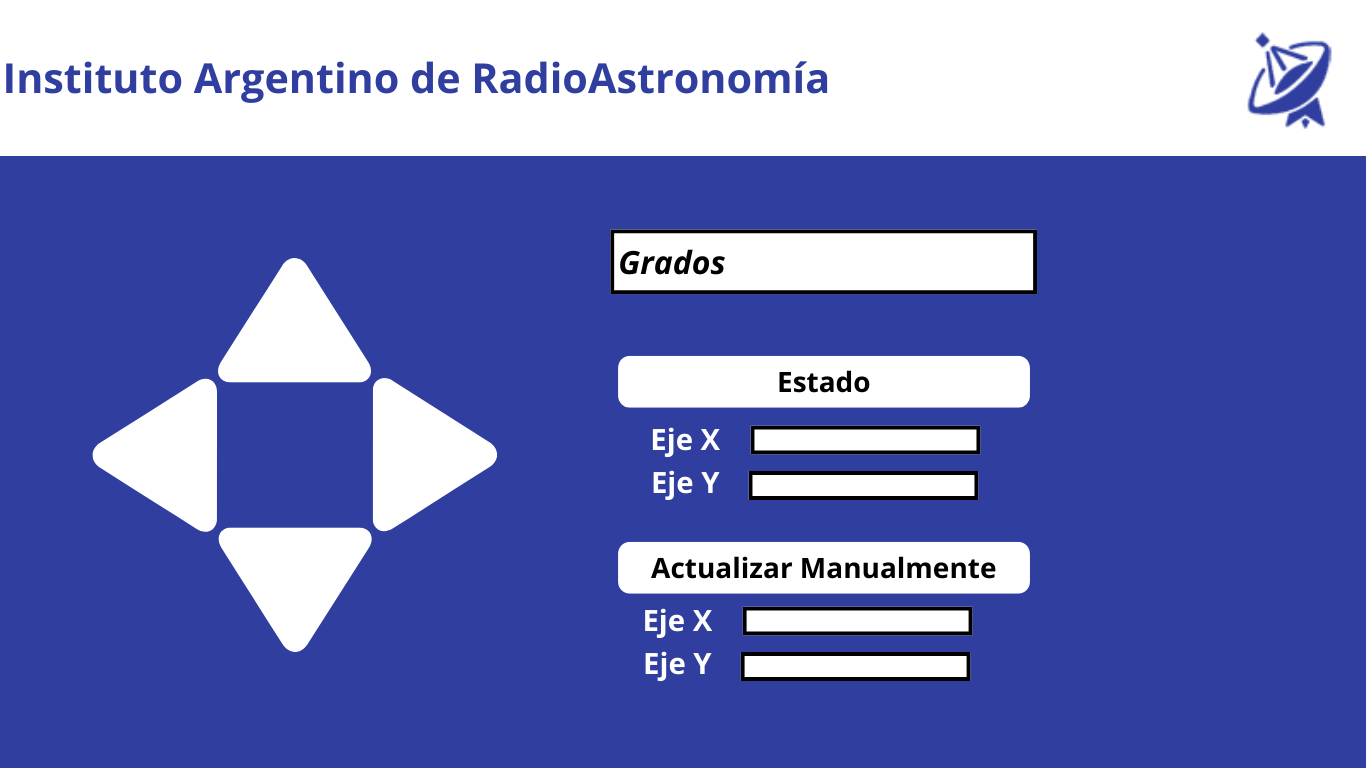 Instituto Argentino de RadioAstronomía
Grados
Estado
Eje X
Eje Y
Actualizar Manualmente
Eje X
Eje Y